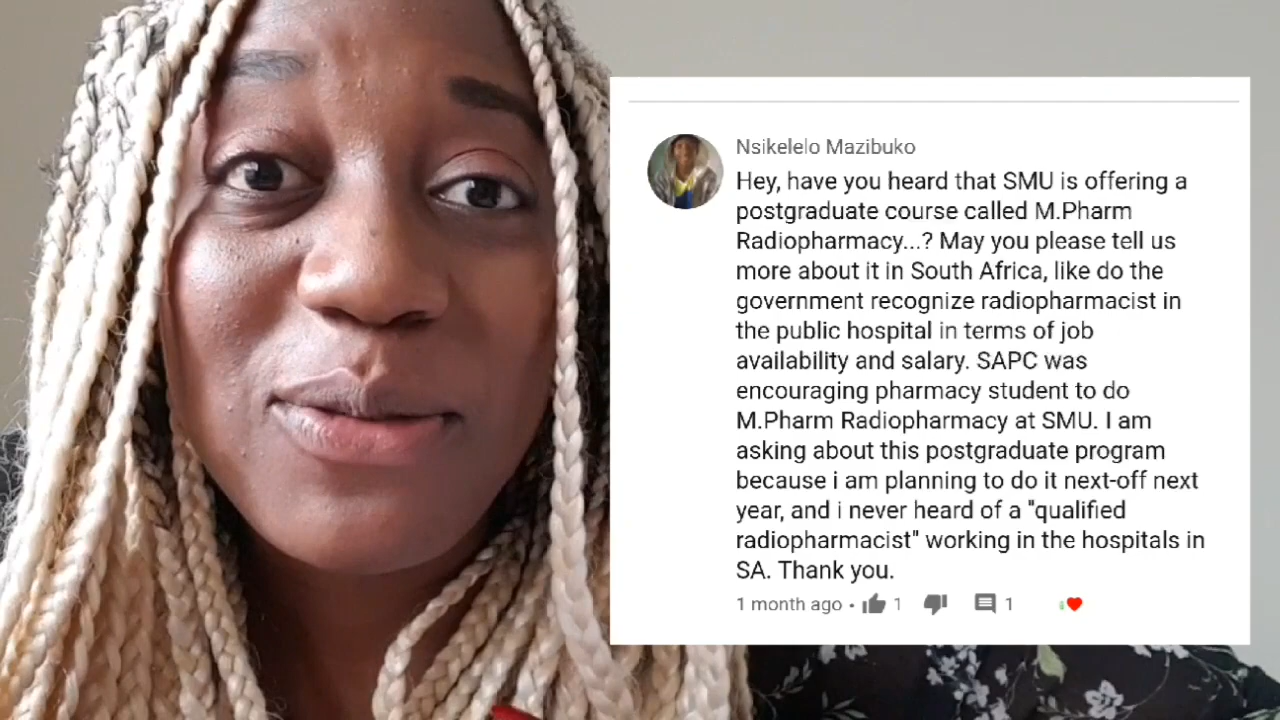 Nsikelelo Mazibuko
Hey, have you heard that SMU is offering a
postgraduate course called M.Pharm
Radiopharmacy...? May you please tell us
more about it in South Africa, like do the
government recognize radiopharmacist in
the public hospital in terms of job
availability and salary. SAPC was
encouraging pharmacy student to do
M.Pharm Radiopharmacy at SMU. I am
asking about this postgraduate program
because i am planning to do it next-off next
year, and i never heard of a "qualified
radiopharmacist" working in the hospitals in
SA. Thank you.
1 month ago • 1 1